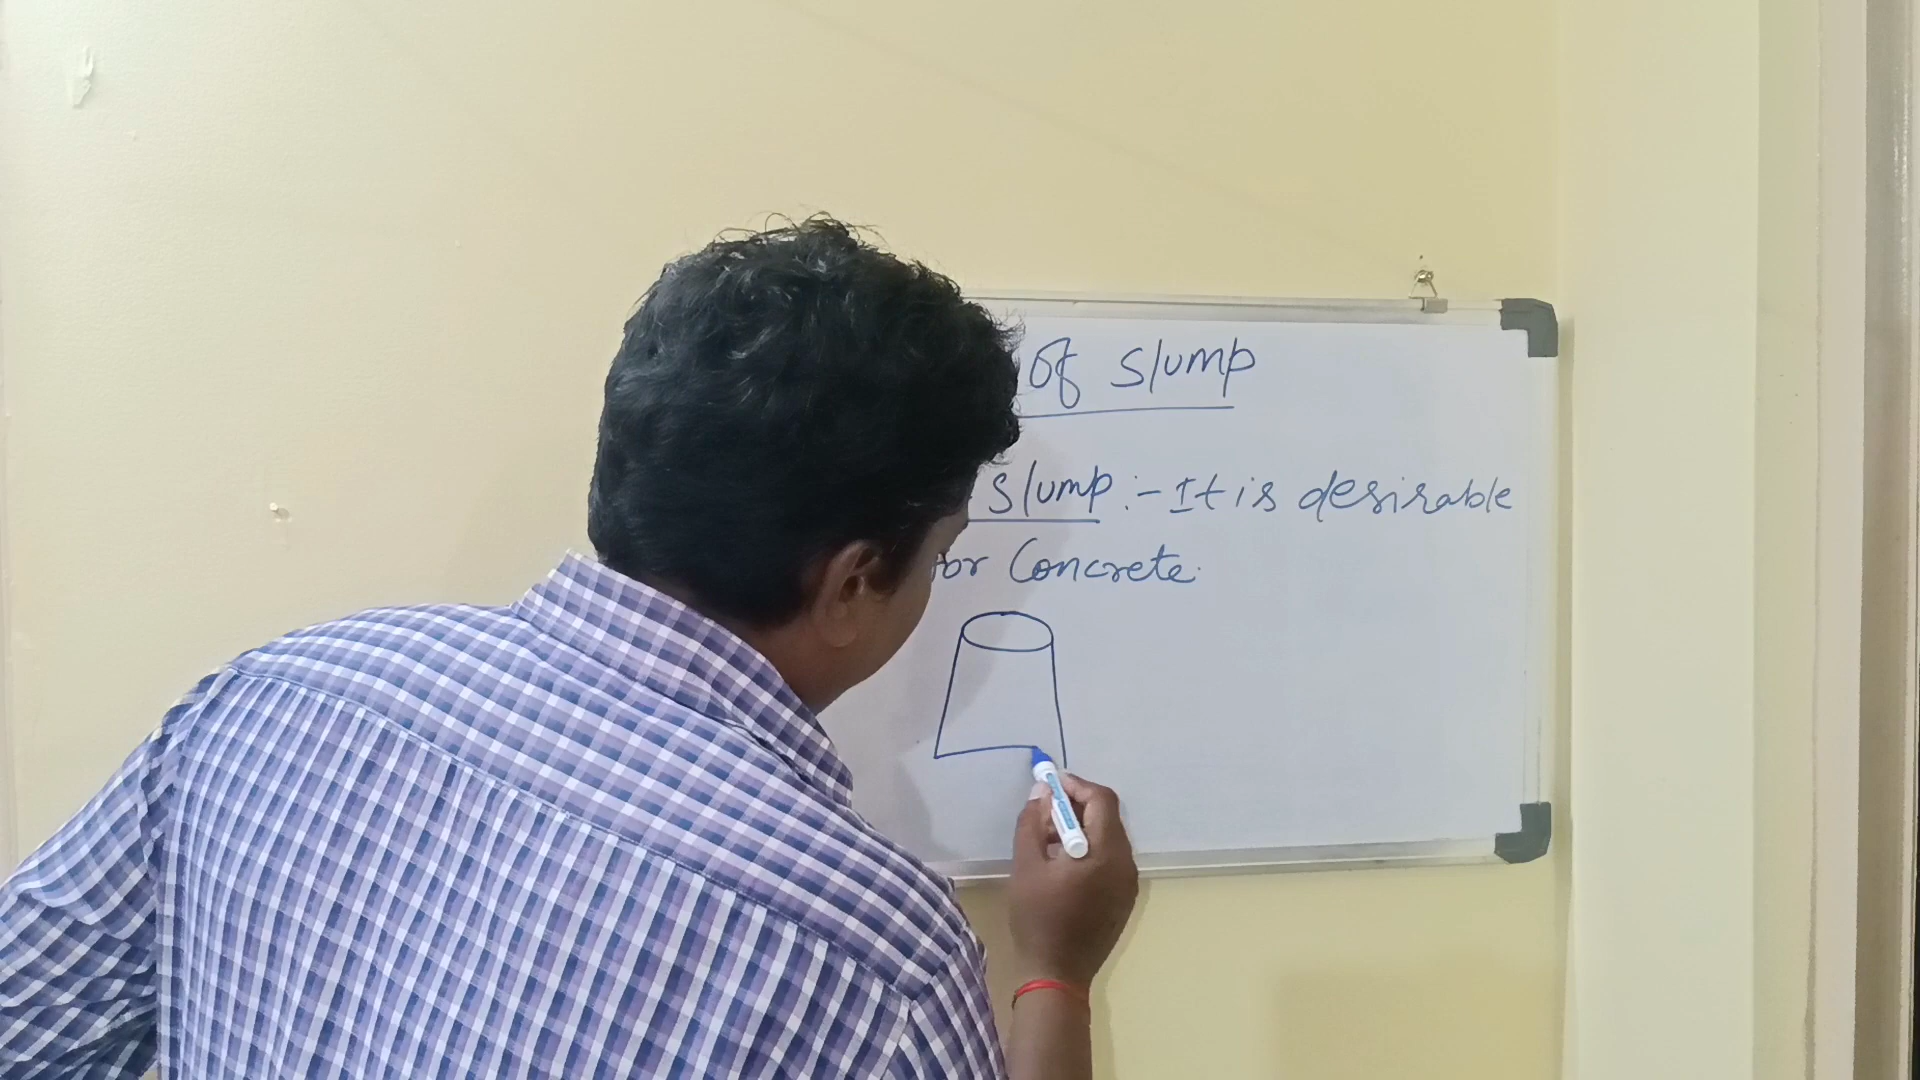 of slump
slump :- It is desirable
for Concrete.